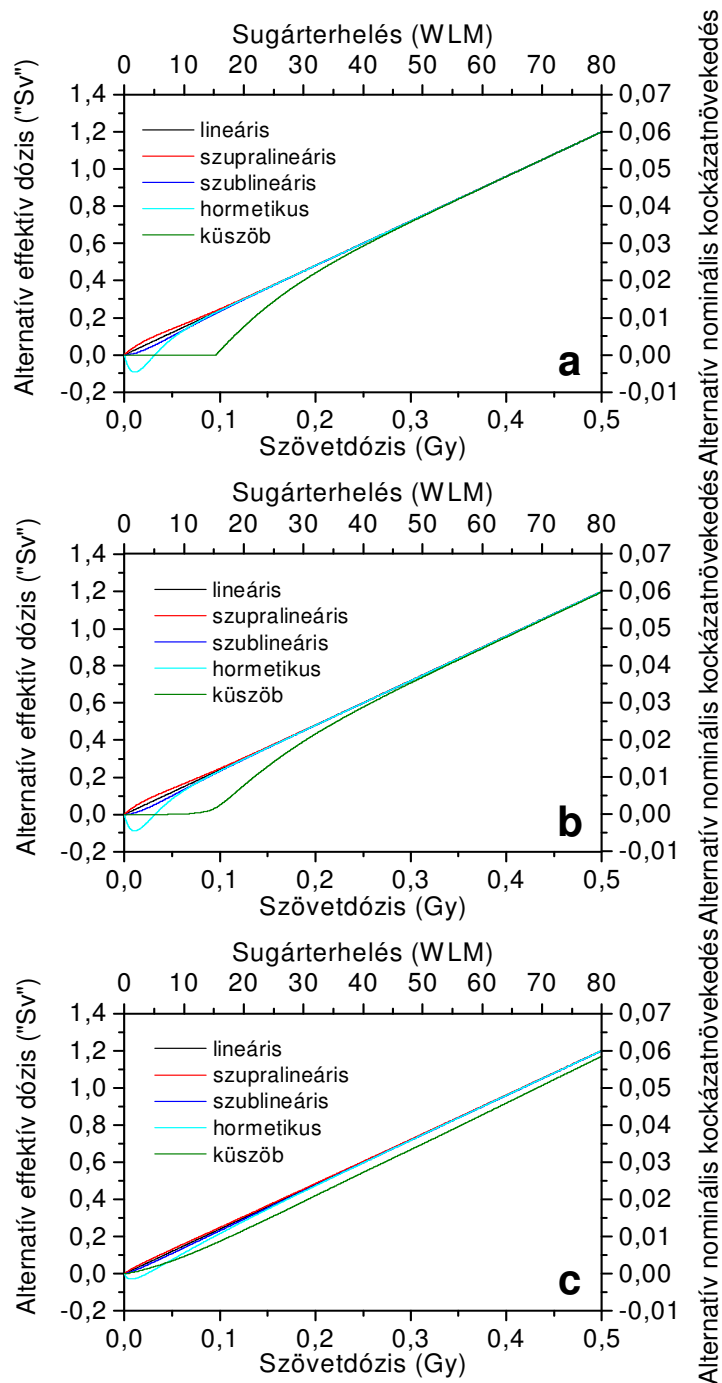 Sugárterhelés (WLM)
0 10 20 30 40 50 60 70 80
Alternatív effektív dózis ("Sv")
1,4
1,2
1,0
0,8
0,6
0,4
0,2
0,0
-0,2
lineáris
szupralineáris
szublineáris
hormetikus
küszöb
a
0,07
0,06
0,05
0,04
0,03
0,02
0,01
0,00
-0,01
Alternatív nominális kockázatnövekedés
0,0 0,1 0,2 0,3 0,4 0,5
Szövetdózis (Gy)
Sugárterhelés (WLM)
0 10 20 30 40 50 60 70 80
Alternatív effektív dózis ("Sv")
1,4
1,2
1,0
0,8
0,6
0,4
0,2
0,0
-0,2
lineáris
szupralineáris
szublineáris
hormetikus
küszöb
b
0,07
0,06
0,05
0,04
0,03
0,02
0,01
0,00
-0,01
Alternatív nominális kockázatnövekedés
0,0 0,1 0,2 0,3 0,4 0,5
Szövetdózis (Gy)
Sugárterhelés (WLM)
0 10 20 30 40 50 60 70 80
Alternatív effektív dózis ("Sv")
1,4
1,2
1,0
0,8
0,6
0,4
0,2
0,0
-0,2
lineáris
szupralineáris
szublineáris
hormetikus
küszöb
c
0,07
0,06
0,05
0,04
0,03
0,02
0,01
0,00
-0,01
Alternatív nominális kockázatnövekedés
0,0 0,1 0,2 0,3 0,4 0,5
Szövetdózis (Gy)